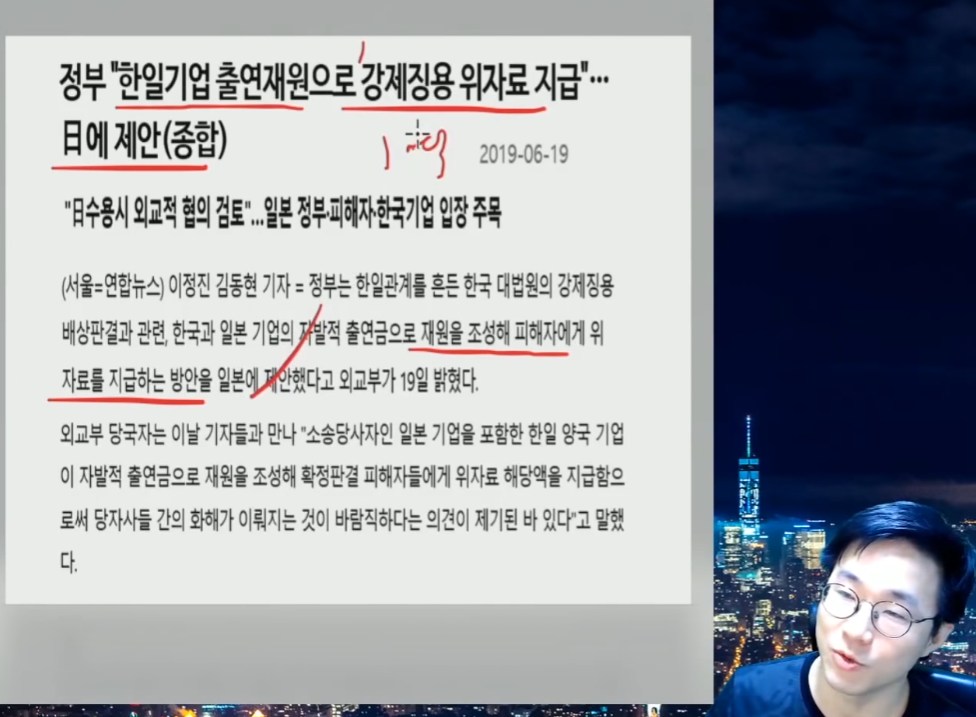 정부 "한일기업 출연재원으로 강제징용 위자료 지급"…
日에 제안(종합)
2019-06-19
"日수용시 외교적 협의 검토"...일본 정부·피해자·한국기업 입장 주목
(서울=연합뉴스) 이정진 김동현 기자 = 정부는 한일관계를 흔든 한국 대법원의 강제징용
배상판결과 관련, 한국과 일본 기업의 자발적 출연금으로 재원을 조성해 피해자에게 위
자료를 지급하는 방안을 일본에 제안했다고 외교부가 19일 밝혔다.
외교부 당국자는 이날 기자들과 만나 "소송당사자인 일본 기업을 포함한 한일 양국 기업
이 자발적 출연금으로 재원을 조성해 확정판결 피해자들에게 위자료 해당액을 지급함으
로써 당자사들 간의 화해가 이뤄지는 것이 바람직하다는 의견이 제기된 바 있다"고 말했
다.